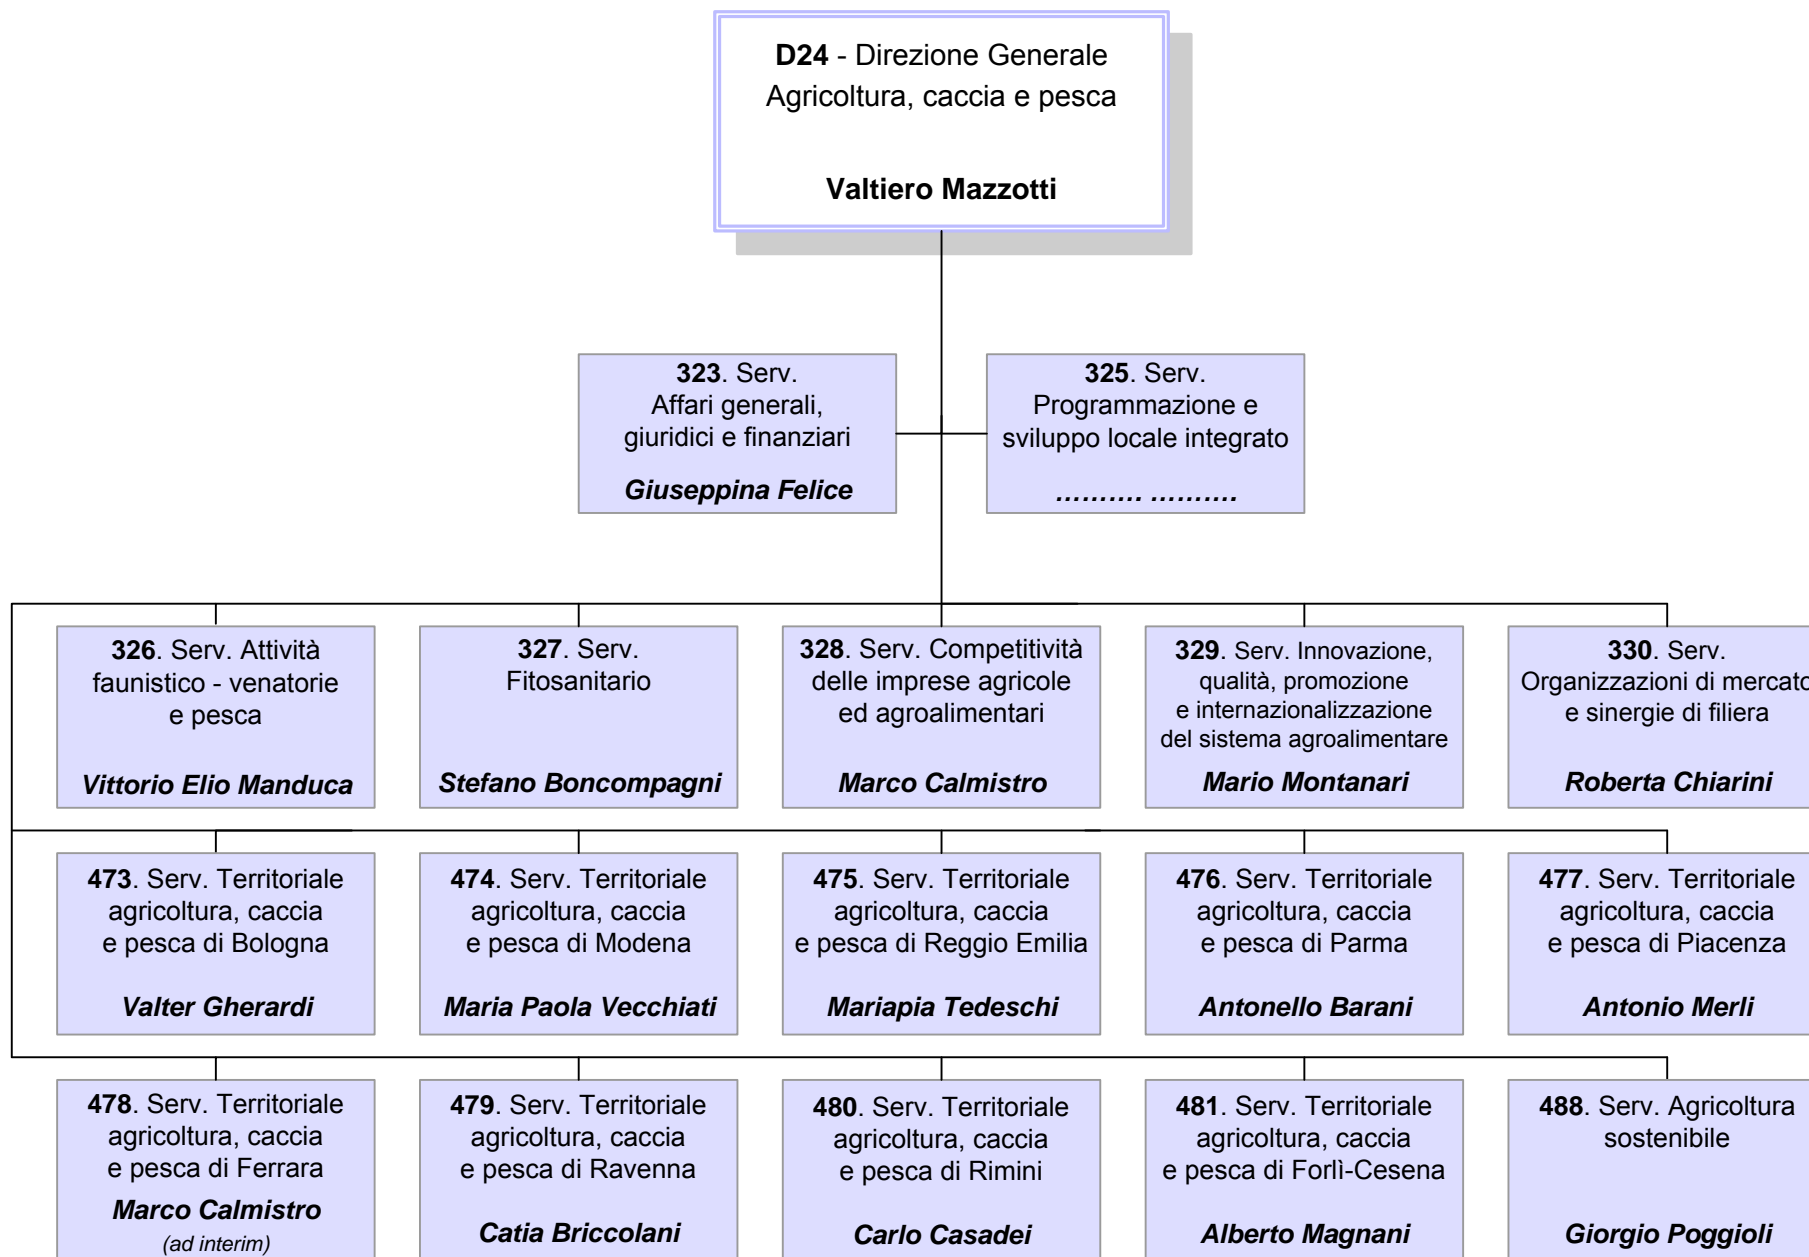 D24 - Direzione Generale
Agricoltura, caccia e pesca
Valtiero Mazzotti
323. Serv.
Affari generali,
giuridici e finanziari
Giuseppina Felice
325. Serv.
Programmazione e
sviluppo locale integrato
.......... ..........
326. Serv. Attività
faunistico - venatorie
e pesca
Vittorio Elio Manduca
327. Serv.
Fitosanitario
Stefano Boncompagni
328. Serv. Competitività
delle imprese agricole
ed agroalimentari
Marco Calmistro
329. Serv. Innovazione,
qualità, promozione
e internazionalizzazione
del sistema agroalimentare
Mario Montanari
330. Serv.
Organizzazioni di mercato
e sinergie di filiera
Roberta Chiarini
473. Serv. Territoriale
agricoltura, caccia
e pesca di Bologna
Valter Gherardi
474. Serv. Territoriale
agricoltura, caccia
e pesca di Modena
Maria Paola Vecchiati
475. Serv. Territoriale
agricoltura, caccia
e pesca di Reggio Emilia
Mariapia Tedeschi
476. Serv. Territoriale
agricoltura, caccia
e pesca di Parma
Antonello Barani
477. Serv. Territoriale
agricoltura, caccia
e pesca di Piacenza
Antonio Merli
478. Serv. Territoriale
agricoltura, caccia
e pesca di Ferrara
Marco Calmistro
(ad interim)
479. Serv. Territoriale
agricoltura, caccia
e pesca di Ravenna
Catia Briccolani
480. Serv. Territoriale
agricoltura, caccia
e pesca di Rimini
Carlo Casadei
481. Serv. Territoriale
agricoltura, caccia
e pesca di Forlì-Cesena
Alberto Magnani
488. Serv. Agricoltura
sostenibile
Giorgio Poggioli